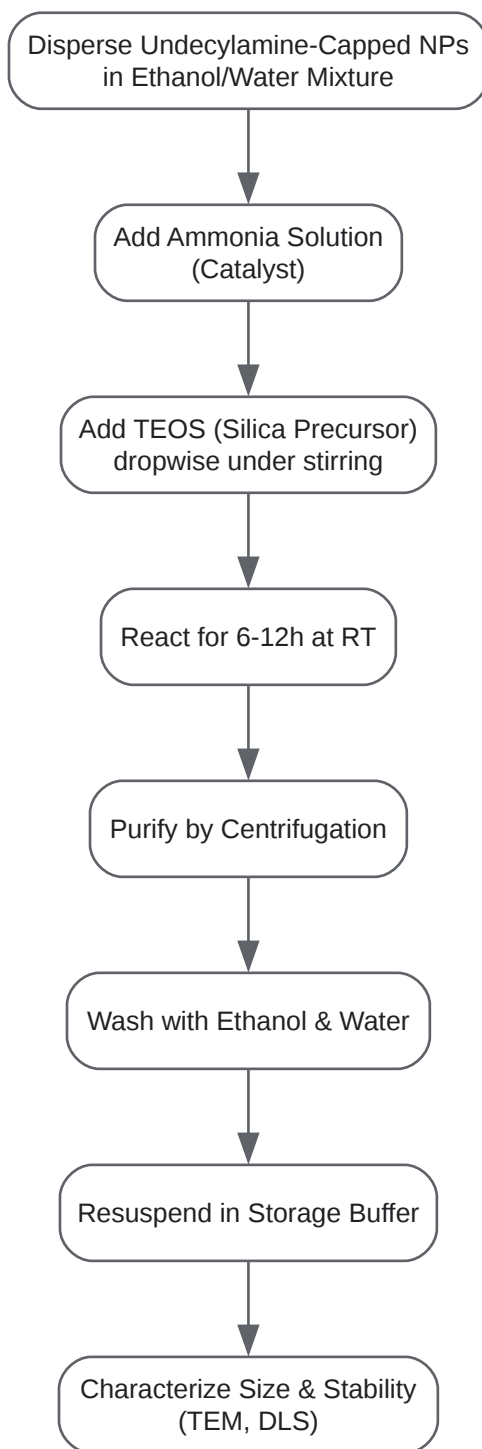 Disperse Undecylamine-Capped NPs
in Ethanol/Water Mixture
Add Ammonia Solution
(Catalyst)
Add TEOS (Silica Precursor)
dropwise under stirring
React for 6-12h at RT
Purify by Centrifugation
Wash with Ethanol & Water
Resuspend in Storage Buffer
Characterize Size & Stability
(TEM, DLS)